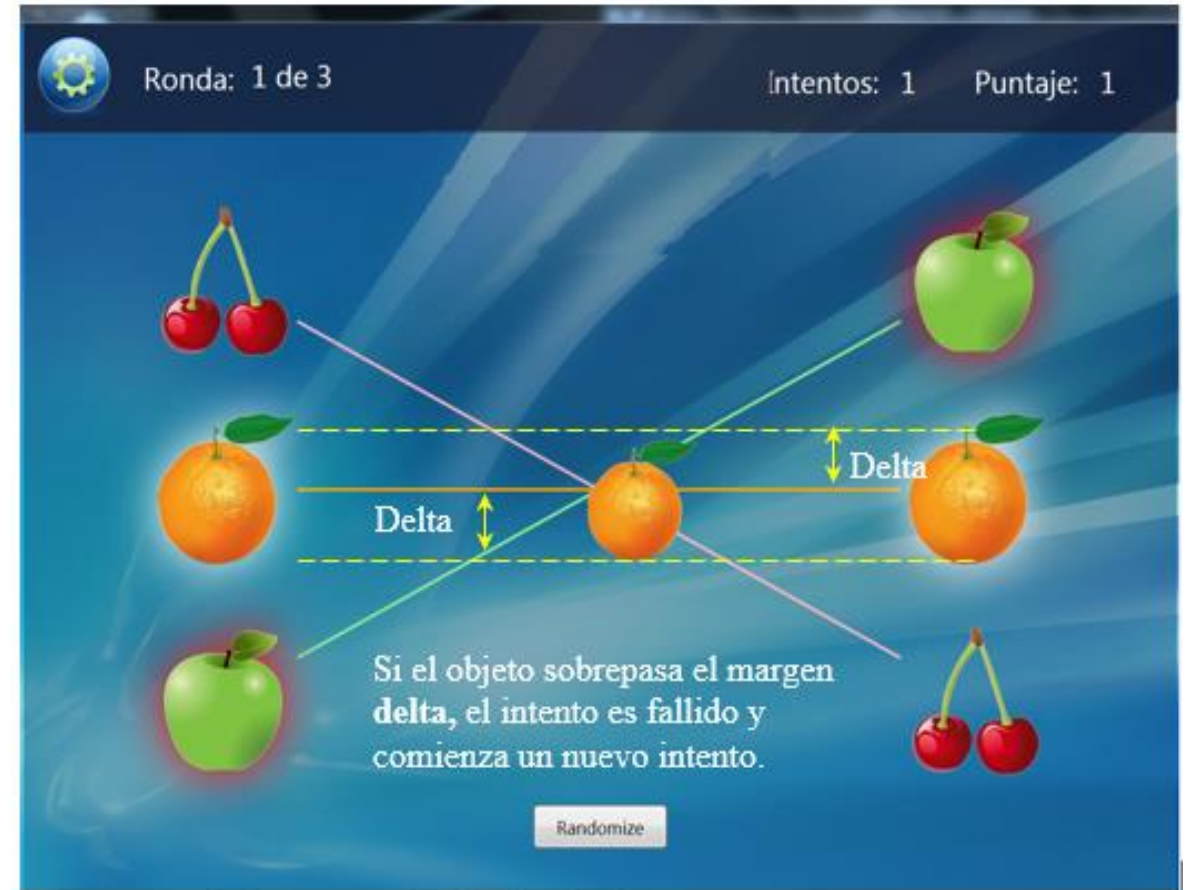 Ronda: 1 de 3
Intentos: 1
Puntaje: 1
Delta
Delta
Si el objeto sobrepasa el margen
delta, el intento es fallido y
comienza un nuevo intento.
Randomize